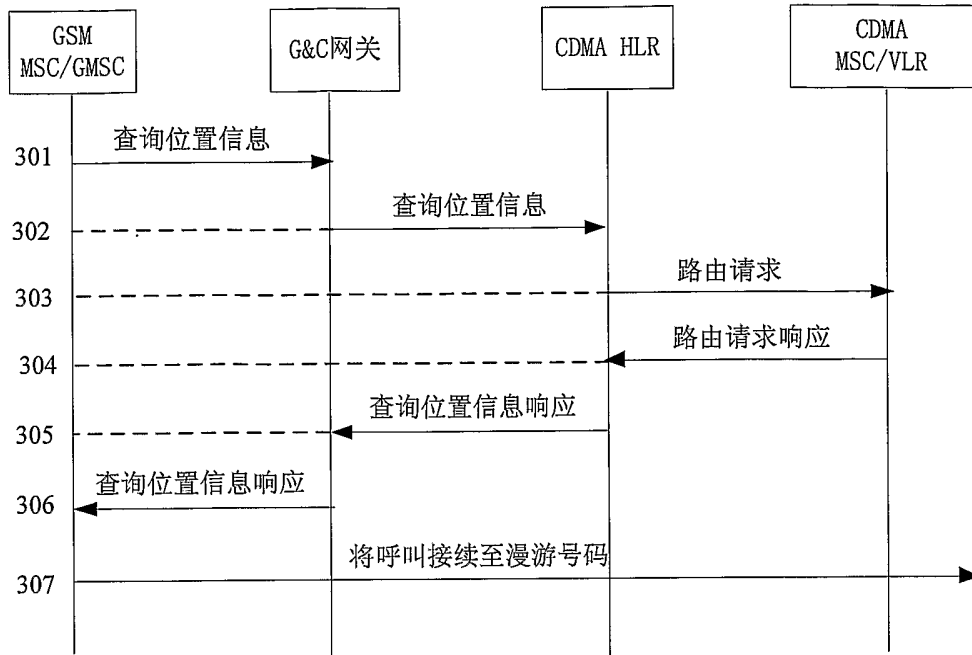 GSM
MSC/GMSC
G&C网关
CDMA HLR
CDMA
MSC/VLR
301
查询位置信息
302
查询位置信息
303
路由请求
304
路由请求响应
305
查询位置信息响应
306
查询位置信息响应
307
将呼叫接续至漫游号码